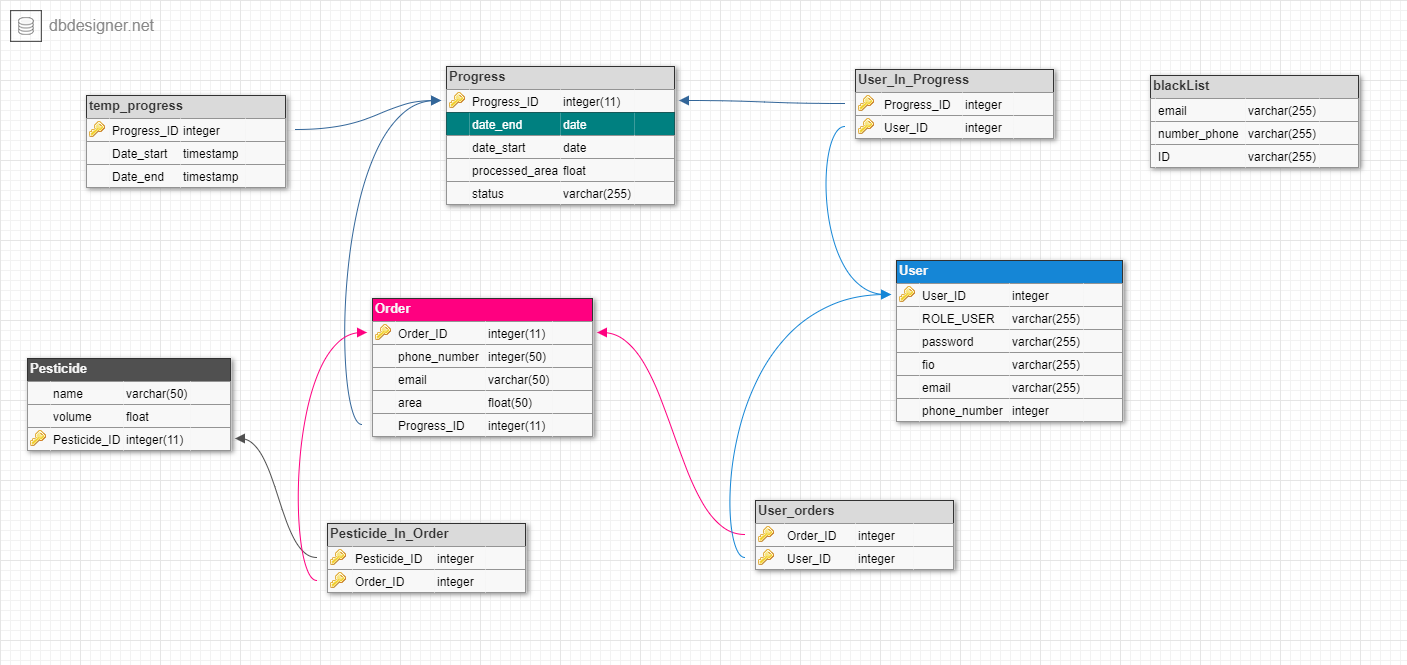 dbdesigner.net
temp_progress
Progress_ID integer
Date_start timestamp
Date_end timestamp
Progress
Progress_ID integer(11)
date_end date
date_start date
processed_area float
status varchar(255)
User_In_Progress
Progress_ID integer
User_ID integer
blackList
email varchar(255)
number_phone varchar(255)
ID varchar(255)
User
User_ID integer
ROLE_USER varchar(255)
password varchar(255)
fio varchar(255)
email varchar(255)
phone_number integer
Order
Order_ID integer(11)
phone_number integer(50)
email varchar(50)
area float(50)
Progress_ID integer(11)
Pesticide
name varchar(50)
volume float
Pesticide_ID integer(11)
Pesticide_In_Order
Pesticide_ID integer
Order_ID integer
User_orders
Order_ID integer
User_ID integer